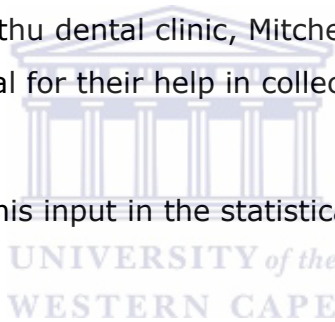 thu dental clinic, Mitche
al for their help in collec
his input in the statistica
UNIVERSITY of the
WESTERN CAPE